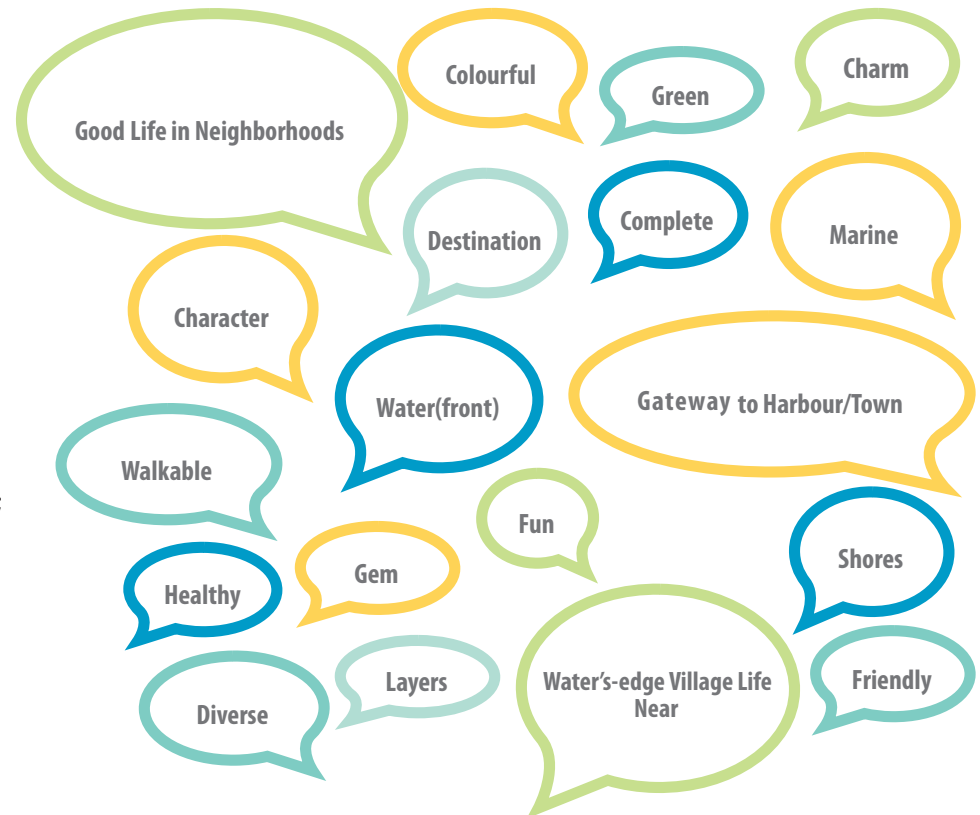 Colourful
Charm
Green
Good Life in Neighborhoods
Destination
Complete
Marine
Character
Water(front)
Gateway to Harbour/Town
Walkable
Fun
Shores
Healthy
Gem
Layers
Water's-edge Village Life
Near
Friendly
Diverse